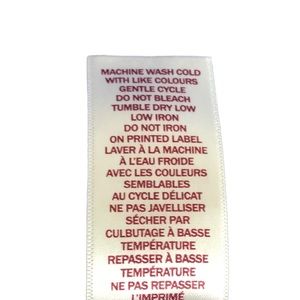 MACHINE WASH COLD
WITH LIKE COLOURS
GENTLE CYCLE
DO NOT BLEACH
TUMBLE DRY LOW
LOW IRON
DO NOT IRON
ON PRINTED LABEL
LAVER À LA MACHINE
À L'EAU FROIDE
AVEC LES COULEURS
SEMBLABLES
AU CYCLE DÉLICAT
NE PAS JAVELLISER
SÉCHER PAR
CULBUTAGE À BASSE
TEMPÉRATURE
REPASSER À BASSE
TEMPÉRATURE
NE PAS REPASSER
L'IMPRIMÉ